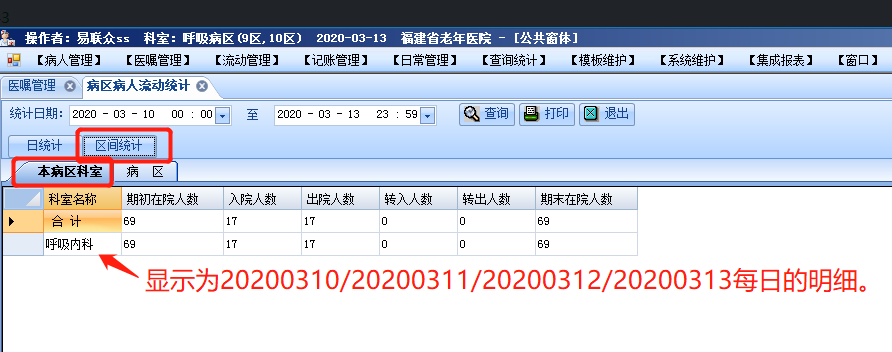 3
操作者：易联众ss 科室：呼吸病区(9区,10区) 2020-03-13 福建省老年医院 - [公共窗体]
【病人管理】 【医嘱管理】 【流动管理】 【记账管理】 【日常管理】 【查询统计】 【模板维护】 【系统维护】 【集成报表】 【窗口】
医嘱管理 病区病人流动统计
统计日期： 2020 - 03 - 10 00 : 00 至 2020 - 03 - 13 23 : 59 查询 打印 退出
日统计 区间统计
本病区科室 病 区
科室名称 期初在院人数 入院人数 出院人数 转入人数 转出人数 期末在院人数
合 计 69 17 17 0 0 69
呼吸内科 69 17 17 0 0 69
显示为20200310/20200311/20200312/20200313每日的明细。